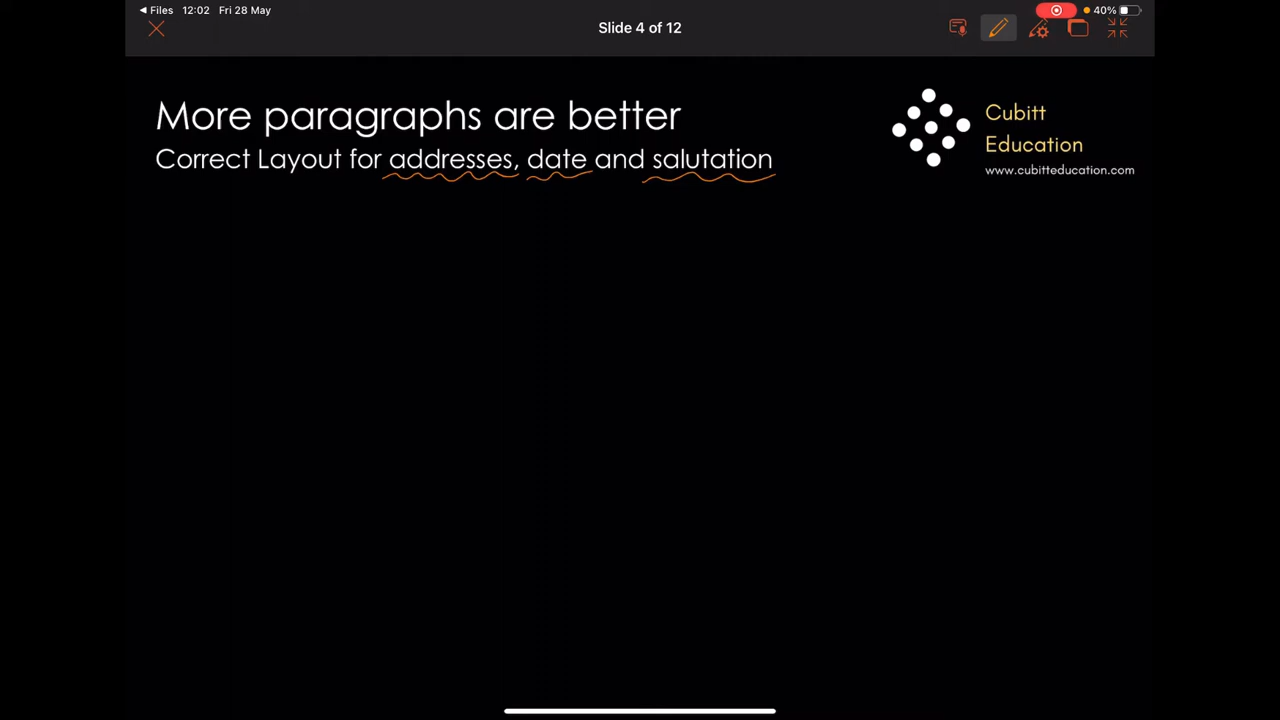 Files 12:02 Fri 28 May
40%
Slide 4 of 12
More paragraphs are better
Correct Layout for addresses, date and salutation
Cubitt
Education
www.cubitteducation.com